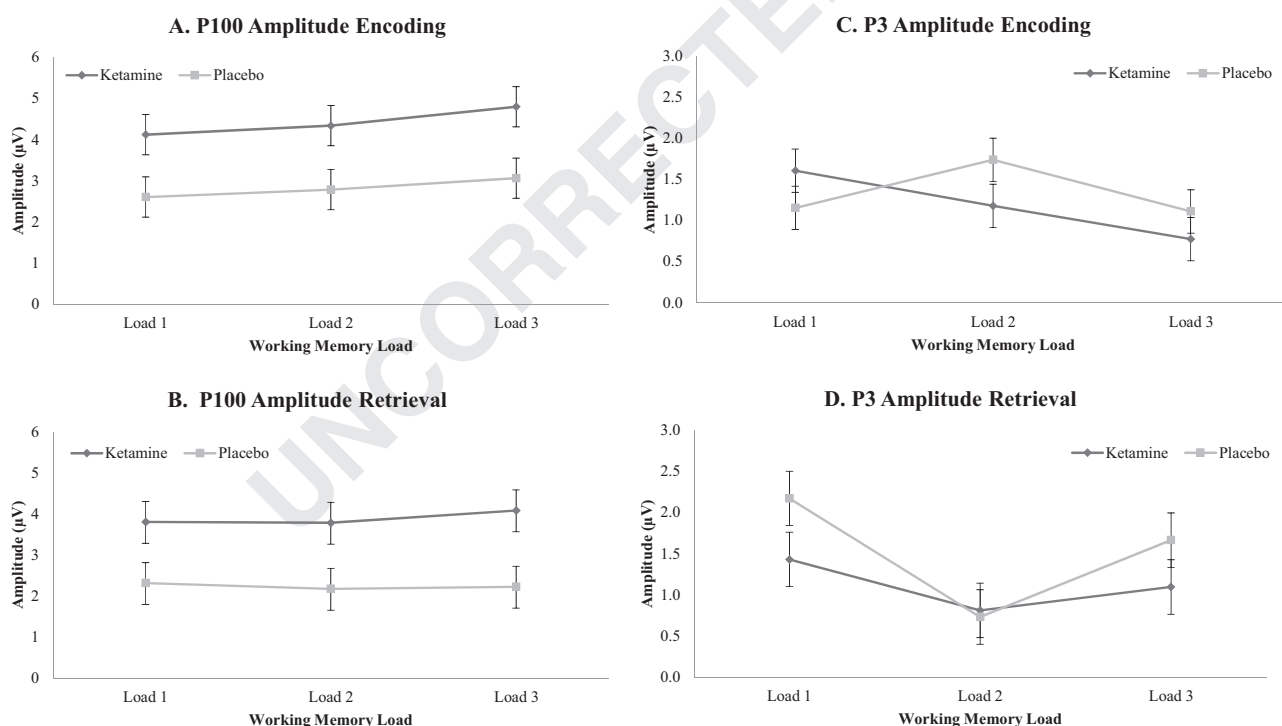 A. P100 Amplitude Encoding
6
5
4
3
2
1
0
Amplitude (µV)
Ketamine Placebo
Load 1 Load 2 Load 3
Working Memory Load
C. P3 Amplitude Encoding
3.0
2.5
2.0
1.5
1.0
0.5
0.0
Amplitude (µV)
Ketamine Placebo
Load 1 Load 2 Load 3
Working Memory Load
B. P100 Amplitude Retrieval
6
5
4
3
2
1
0
Amplitude (µV)
Ketamine Placebo
Load 1 Load 2 Load 3
Working Memory Load
D. P3 Amplitude Retrieval
3.0
2.5
2.0
1.5
1.0
0.5
0.0
Amplitude (µV)
Ketamine Placebo
Load 1 Load 2 Load 3
Working Memory Load
UNCORRECTE